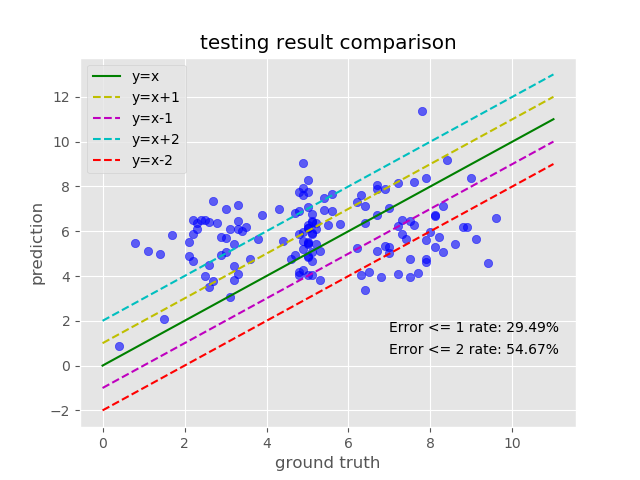 testing result comparison
y=x
y=x+1
y=x-1
y=x+2
y=x-2
12
10
8
6
4
2
0
−2
prediction
Error <= 1 rate: 29.49%
Error <= 2 rate: 54.67%
0 2 4 6 8 10
ground truth